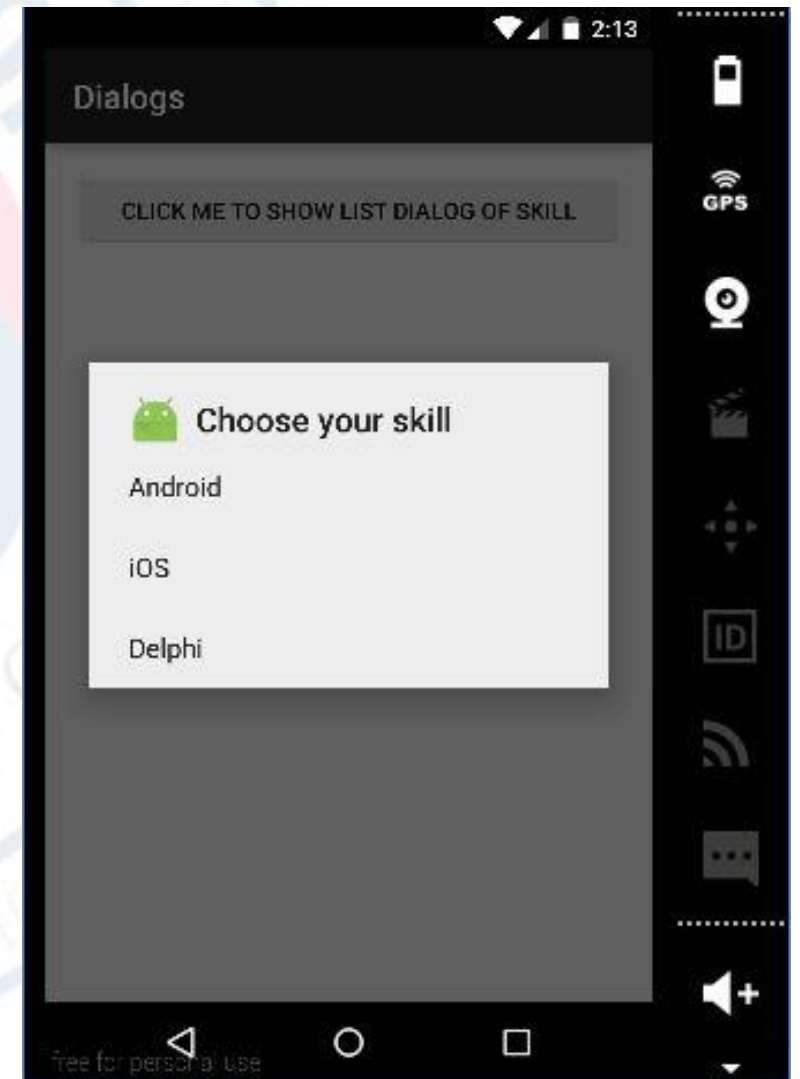 2:13
Dialogs
GPS
CLICK ME TO SHOW LIST DIALOG OF SKILL
Choose your skill
Android
iOS
Delphi
ID
free for personal use